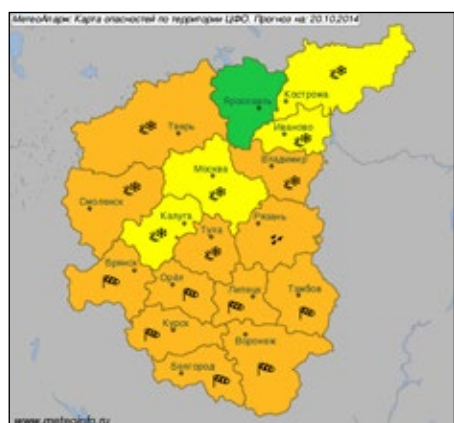 МетеоАларм: Карта опасностей по территории ЦФО. Прогноз на: 20.10.2014
Ярославль
Кострома
Тверь
Иваново
Владимир
Москва
Смоленск
Калуга
Рязань
Тула
Брянск
Орёл
Липецк
Тамбов
Курск
Воронеж
Белгород
www.meteoinfo.ru